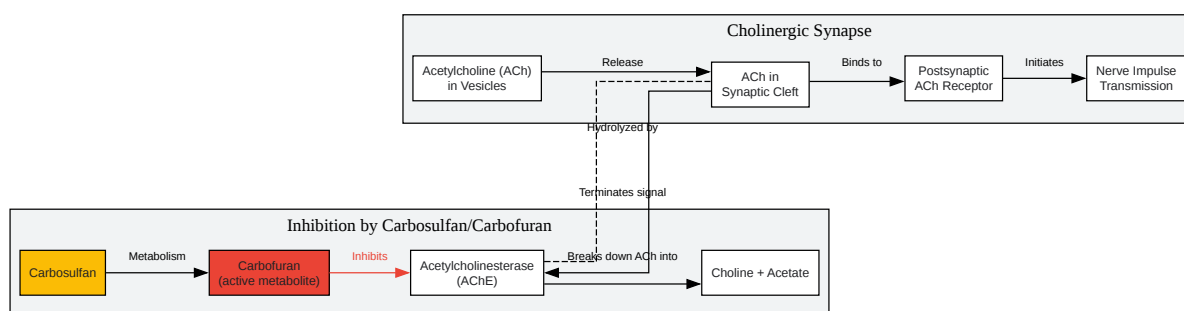 Cholinergic Synapse
Acetylcholine (ACh)
in Vesicles
Release
ACh in
Synaptic Cleft
Binds to
Postsynaptic
ACh Receptor
Initiates
Nerve Impulse
Transmission
Hydrolyzed by
Terminates signal
Inhibition by Carbosulfan/Carbofuran
Carbosulfan
Metabolism
Carbofuran
(active metabolite)
Inhibits
Acetylcholinesterase
(AChE)
Breaks down ACh into
Choline + Acetate